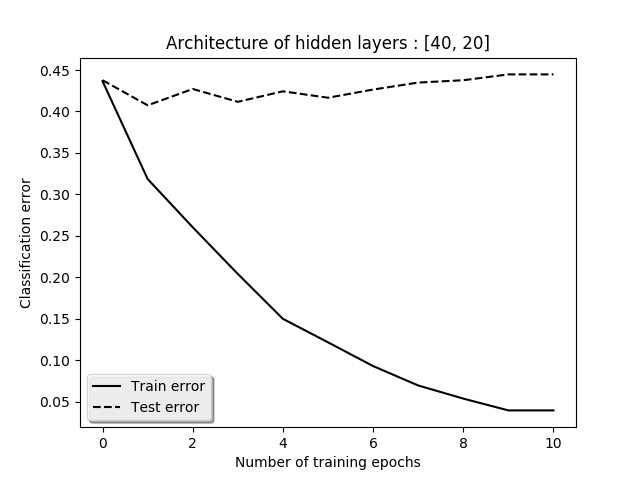 Architecture of hidden layers : [40, 20]
Classification error
0.45
0.40
0.35
0.30
0.25
0.20
0.15
0.10
0.05
Train error
Test error
0 2 4 6 8 10
Number of training epochs